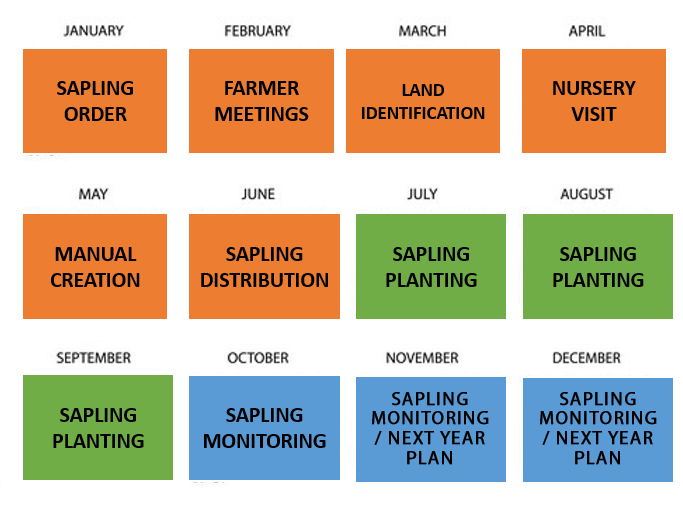 JANUARY
FEBRUARY
MARCH
APRIL
SAPLING
ORDER
FARMER
MEETINGS
LAND
IDENTIFICATION
NURSERY
VISIT
MAY
JUNE
JULY
AUGUST
MANUAL
CREATION
SAPLING
DISTRIBUTION
SAPLING
PLANTING
SAPLING
PLANTING
SEPTEMBER
OCTOBER
NOVEMBER
DECEMBER
SAPLING
PLANTING
SAPLING
MONITORING
SAPLING
MONITORING
/ NEXT YEAR
PLAN
SAPLING
MONITORING
/ NEXT YEAR
PLAN